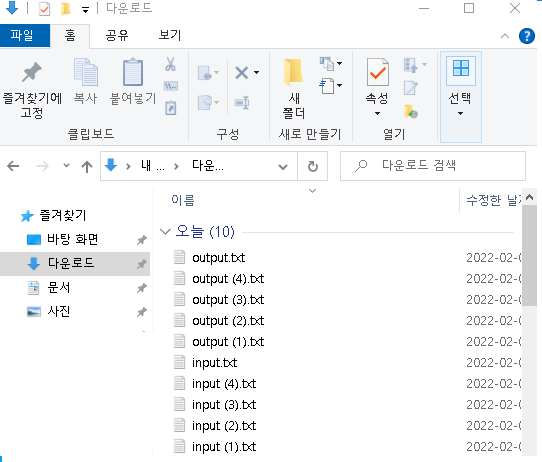 다운로드
파일 홈 공유 보기
즐겨찾기에 고정
복사
붙여넣기
새 폴더
속성
선택
클립보드 구성 새로 만들기 열기
내 ... 다운...
다운로드 검색
이름 수정한 날짜
즐겨찾기
바탕 화면
다운로드
문서
사진
오늘 (10)
output.txt 2022-02-0
output (4).txt 2022-02-0
output (3).txt 2022-02-0
output (2).txt 2022-02-0
output (1).txt 2022-02-0
input.txt 2022-02-0
input (4).txt 2022-02-0
input (3).txt 2022-02-0
input (2).txt 2022-02-0
input (1).txt 2022-02-0